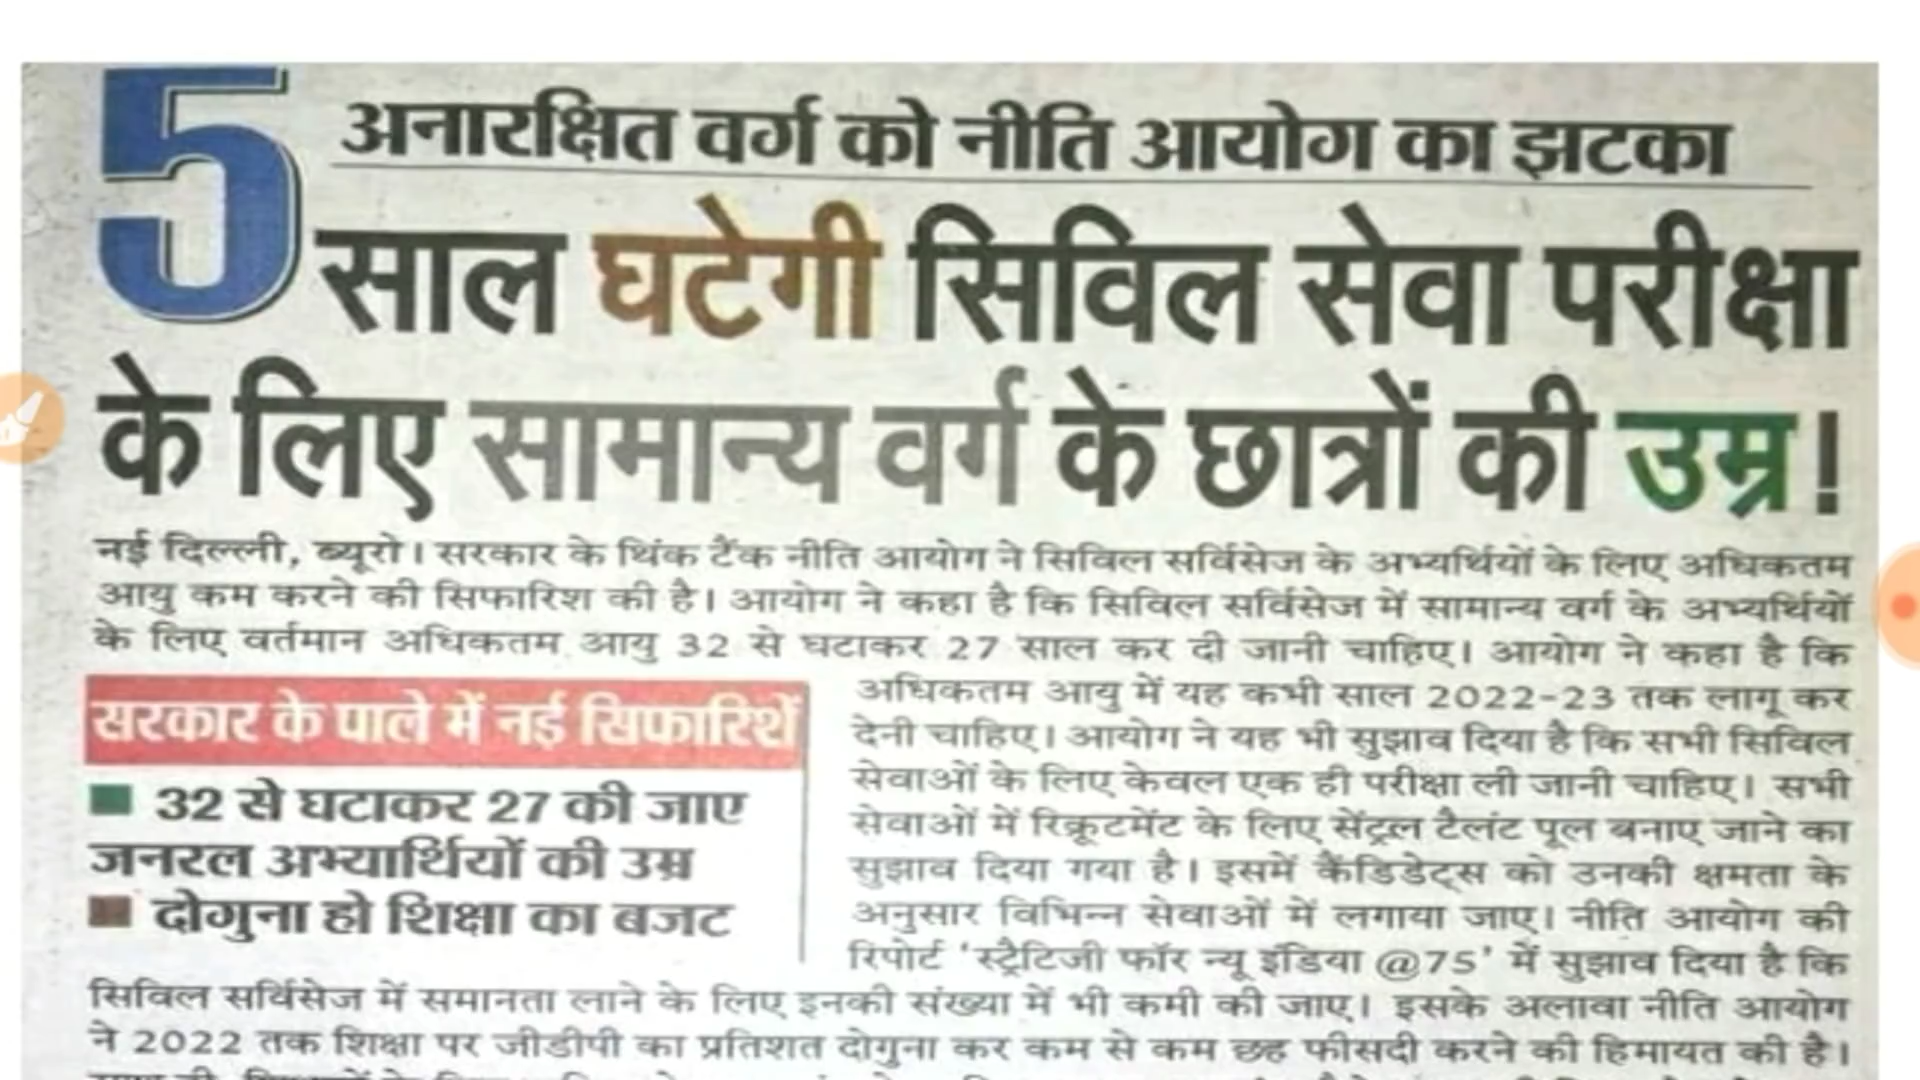 5
अनारक्षित वर्ग को नीति आयोग का झटका
साल घटेगी सिविल सेवा परीक्षा
के लिए सामान्य वर्ग के छात्रों की उम्र!
नई दिल्ली, ब्यूरो। सरकार के थिंक टैंक नीति आयोग ने सिविल सर्विसेज के अभ्यर्थियों के लिए अधिकतम
आयु कम करने की सिफारिश की है। आयोग ने कहा है कि सिविल सर्विसेज में सामान्य वर्ग के अभ्यर्थियों
के लिए वर्तमान अधिकतम आयु 32 से घटाकर 27 साल कर दी जानी चाहिए। आयोग ने कहा है कि
सरकार के पाले में नई सिफारिशें
32 से घटाकर 27 की जाए
जनरल अभ्यार्थियों की उम्र
दोगुना हो शिक्षा का बजट
अधिकतम आयु में यह कभी साल 2022-23 तक लागू कर
देनी चाहिए। आयोग ने यह भी सुझाव दिया है कि सभी सिविल
सेवाओं के लिए केवल एक ही परीक्षा ली जानी चाहिए। सभी
सेवाओं में रिक्रूटमेंट के लिए सेंट्रल टैलंट पूल बनाए जाने का
सुझाव दिया गया है। इसमें कैंडिडेट्स को उनकी क्षमता के
अनुसार विभिन्न सेवाओं में लगाया जाए। नीति आयोग की
रिपोर्ट 'स्ट्रैटिजी फॉर न्यू इंडिया @75' में सुझाव दिया है कि
सिविल सर्विसेज में समानता लाने के लिए इनकी संख्या में भी कमी की जाए। इसके अलावा नीति आयोग
ने 2022 तक शिक्षा पर जीडीपी का प्रतिशत दोगुना कर कम से कम छह फीसदी करने की हिमायत की है।